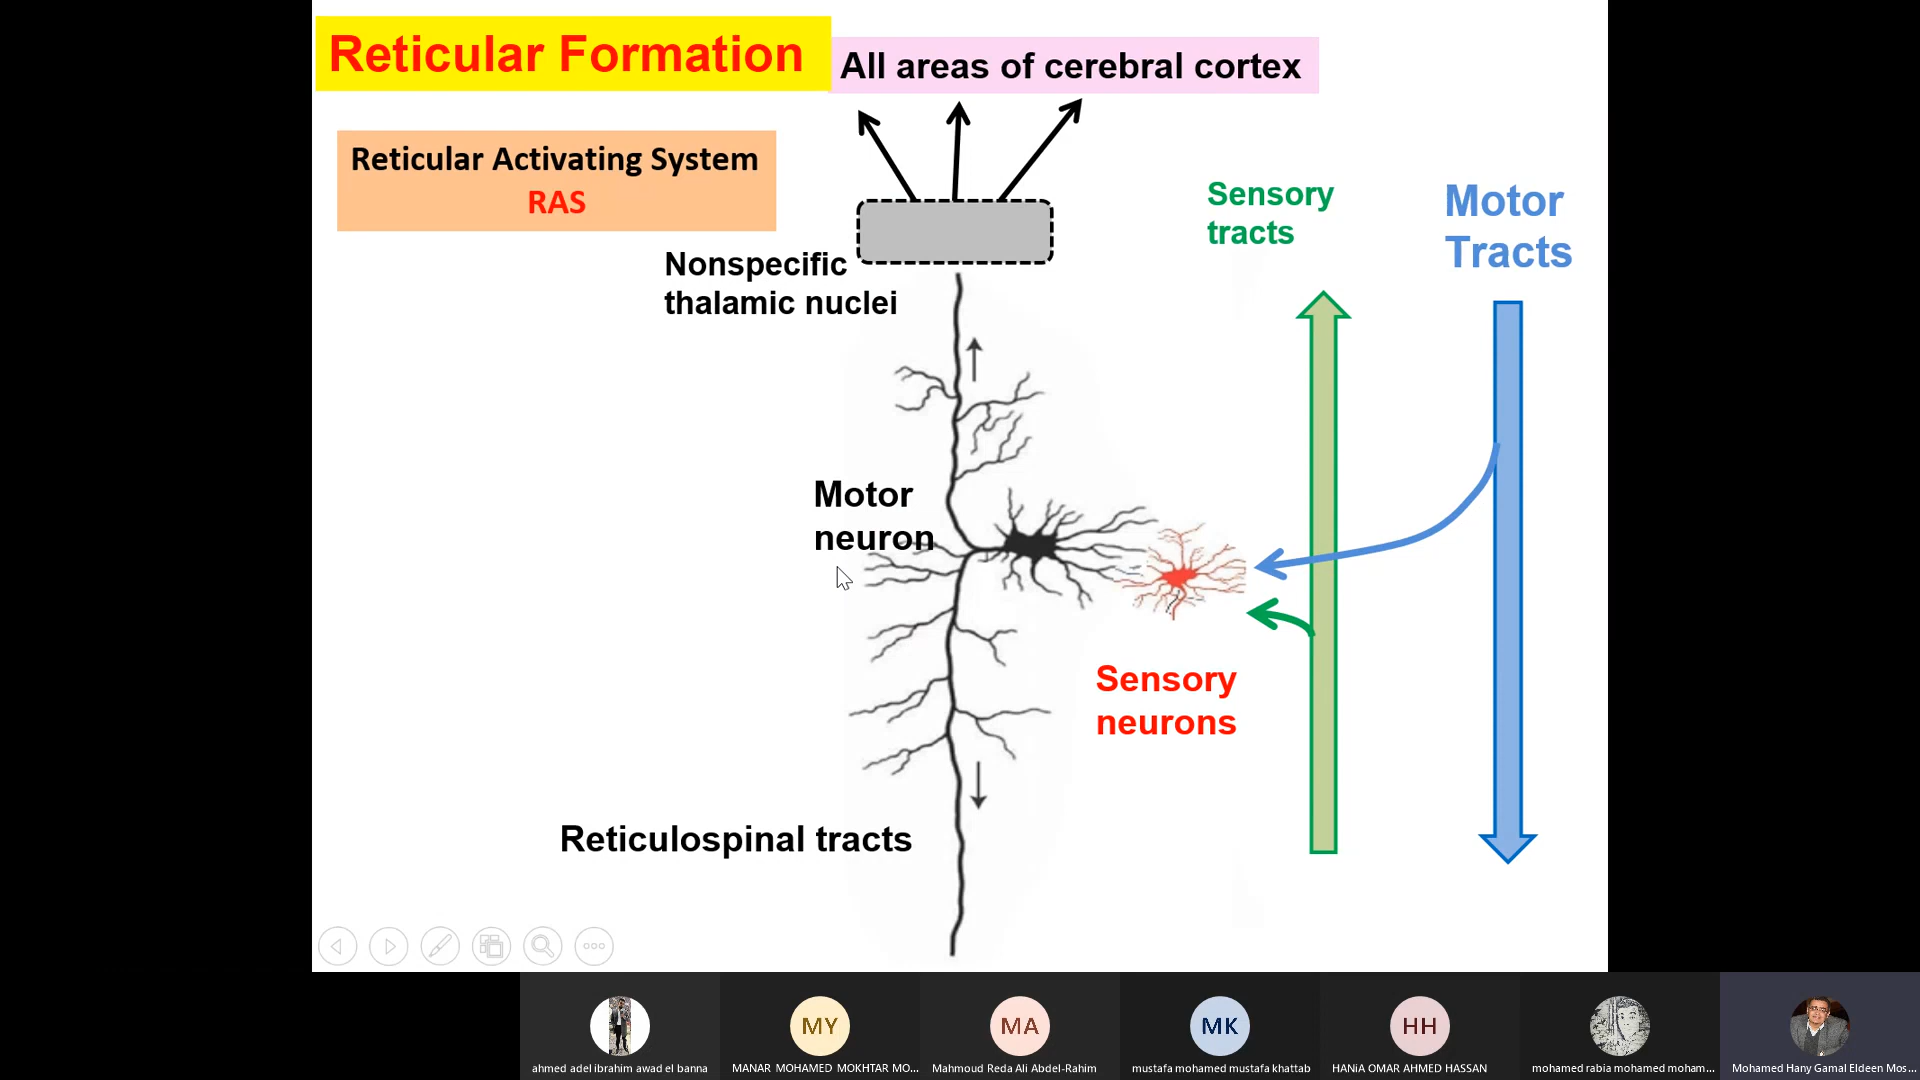 Reticular Formation
All areas of cerebral cortex
Reticular Activating System
RAS
Sensory
tracts
Motor
Tracts
Nonspecific
thalamic nuclei
Motor
neuron
Sensory
neurons
Reticulospinal tracts
MY
MA
MK
HH
ahmed adel ibrahim awad el banna
MANAR MOHAMED MOKHTAR MO...
Mahmoud Reda Ali Abdel-Rahim
mustafa mohamed mustafa khattab
HANiA OMAR AHMED HASSAN
mohamed rabia mohamed moham...
Mohamed Hany Gamal Eldeen Mos...